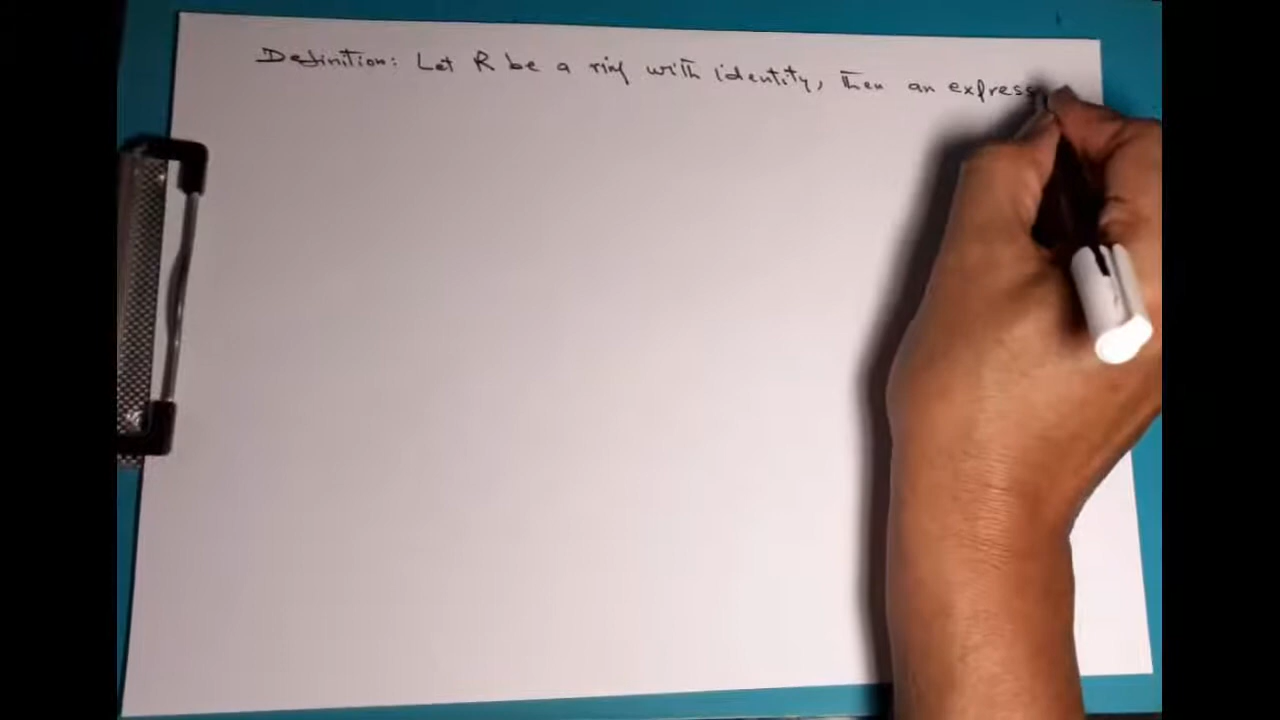 Definition: Let R be a ring with identity, then an express